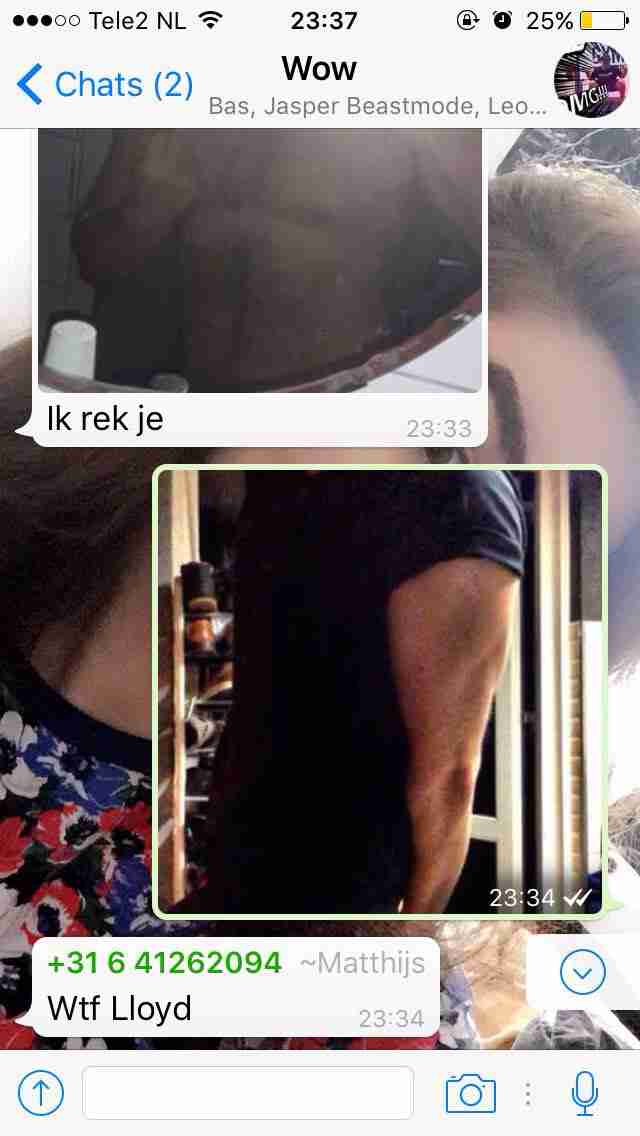 Tele2 NL 23:37 25%
Chats (2) Wow
Bas, Jasper Beastmode, Leo...
MG!!!
Ik rek je 23:33
23:34
+31 6 41262094 ~Matthijs
Wtf Lloyd 23:34